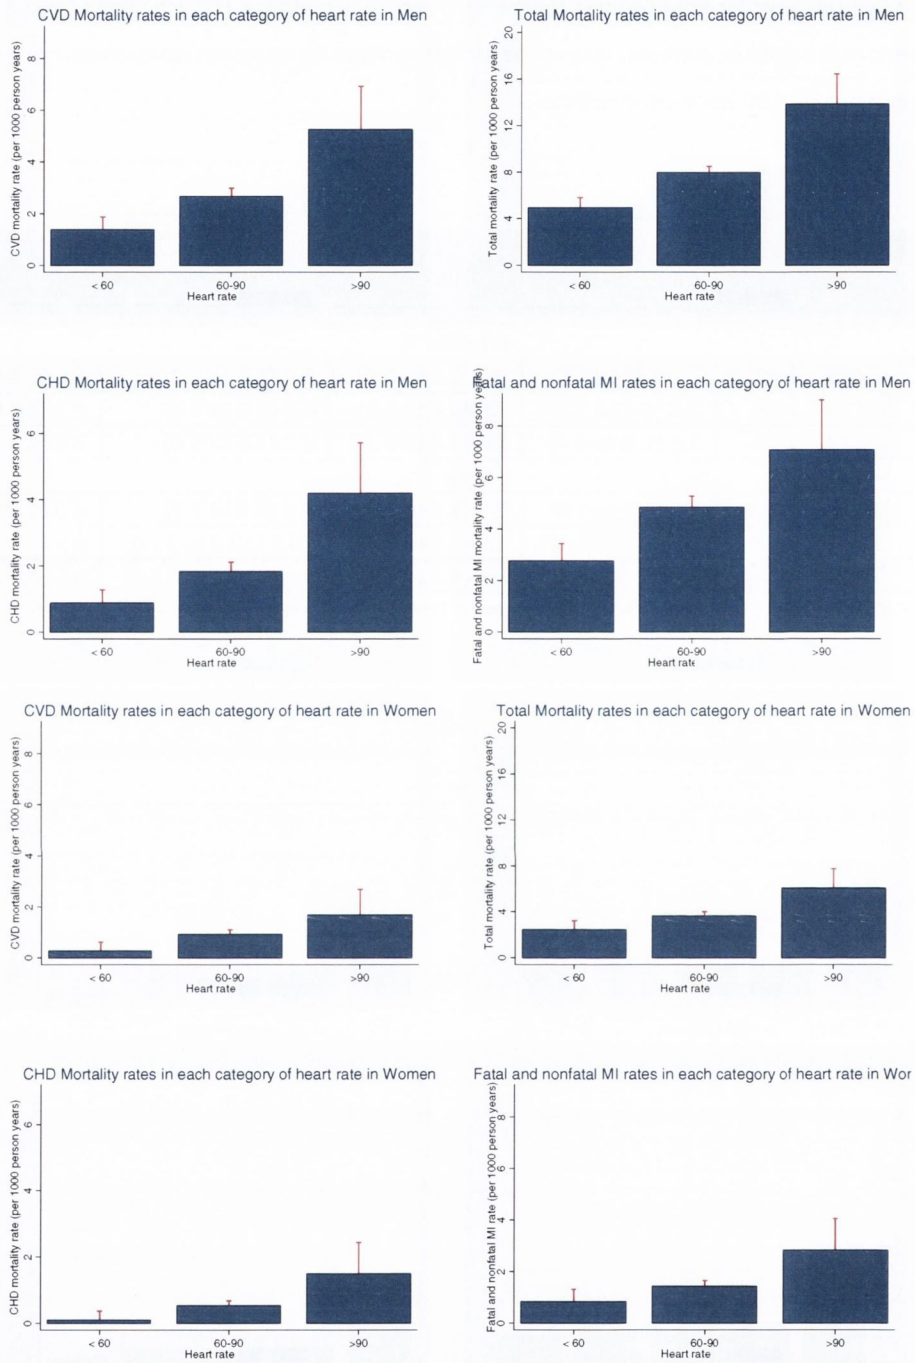 CVD Mortality rates in each category of heart rate in Men
CVD mortality rate (per 1000 person years)
8
6
4
2
0
< 60
60-90
>90
Heart rate
Total Mortality rates in each category of heart rate in Men
Total mortality rate (per 1000 person years)
20
16
12
8
4
0
< 60
60-90
>90
Heart rate
CHD Mortality rates in each category of heart rate in Men
CHD mortality rate (per 1000 person years)
6
4
2
0
< 60
60-90
>90
Heart rate
Fatal and nonfatal MI rates in each category of heart rate in Men
Fatal and nonfatal MI mortality rate (per 1000 person years)
8
6
4
2
0
< 60
60-90
>90
Heart rate
CVD Mortality rates in each category of heart rate in Women
CVD mortality rate (per 1000 person years)
8
6
4
2
0
< 60
60-90
>90
Heart rate
Total Mortality rates in each category of heart rate in Women
Total mortality rate (per 1000 person years)
20
16
12
8
4
0
< 60
60-90
>90
Heart rate
CHD Mortality rates in each category of heart rate in Women
CHD mortality rate (per 1000 person years)
6
4
2
0
< 60
60-90
>90
Heart rate
Fatal and nonfatal MI rates in each category of heart rate in Wor
Fatal and nonfatal MI rate (per 1000 person years)
8
6
4
2
0
< 60
60-90
>90
Heart rate